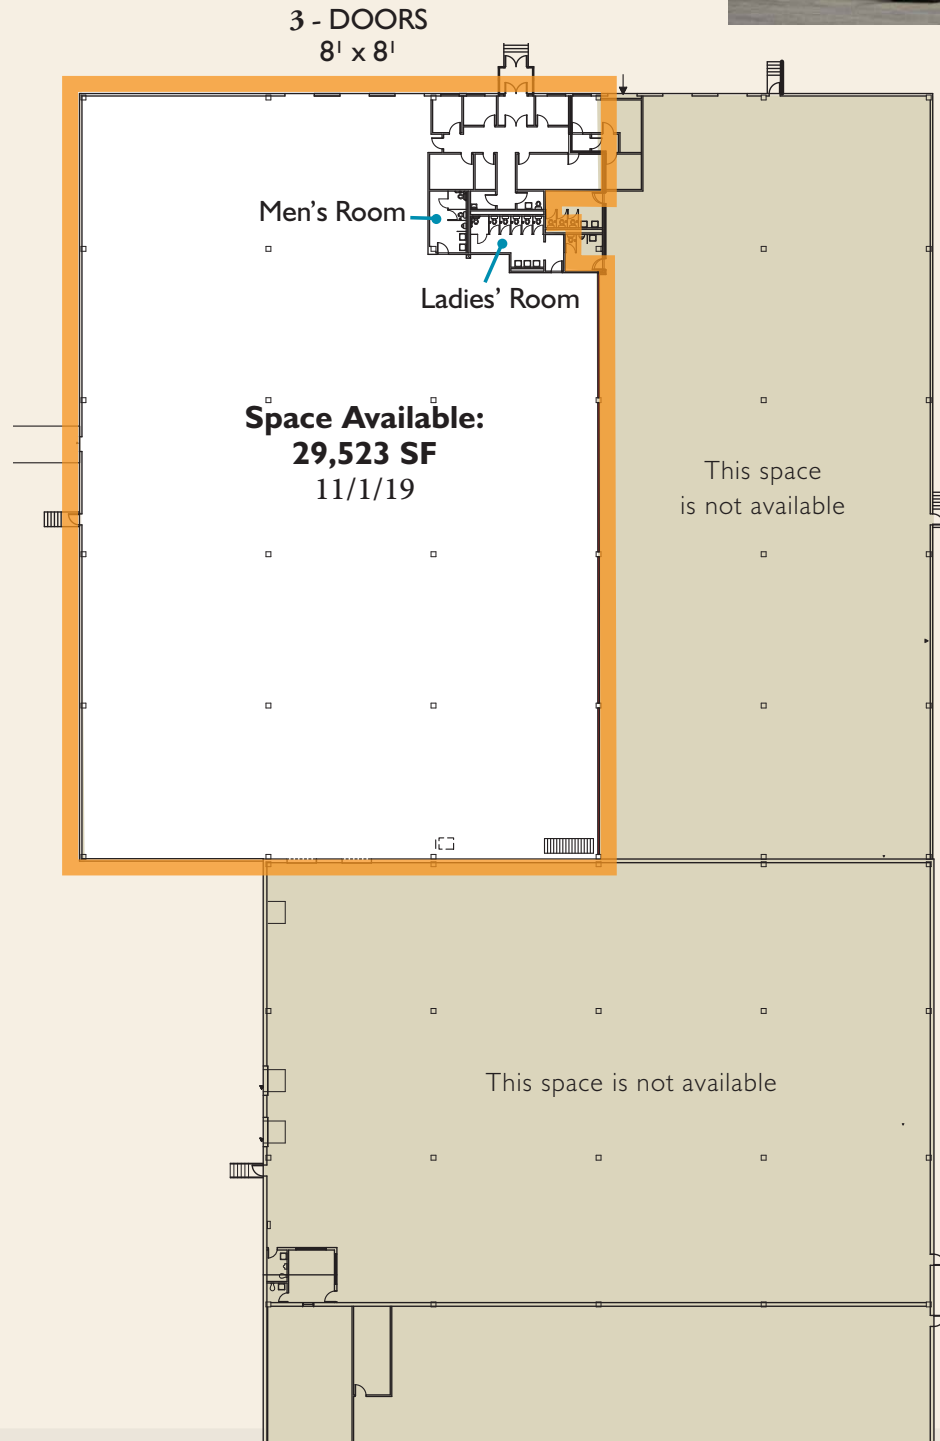 3 - DOORS
8' x 8'
Men's Room
Ladies' Room
Space Available:
29,523 SF
11/1/19
This space
is not available
This space is not available